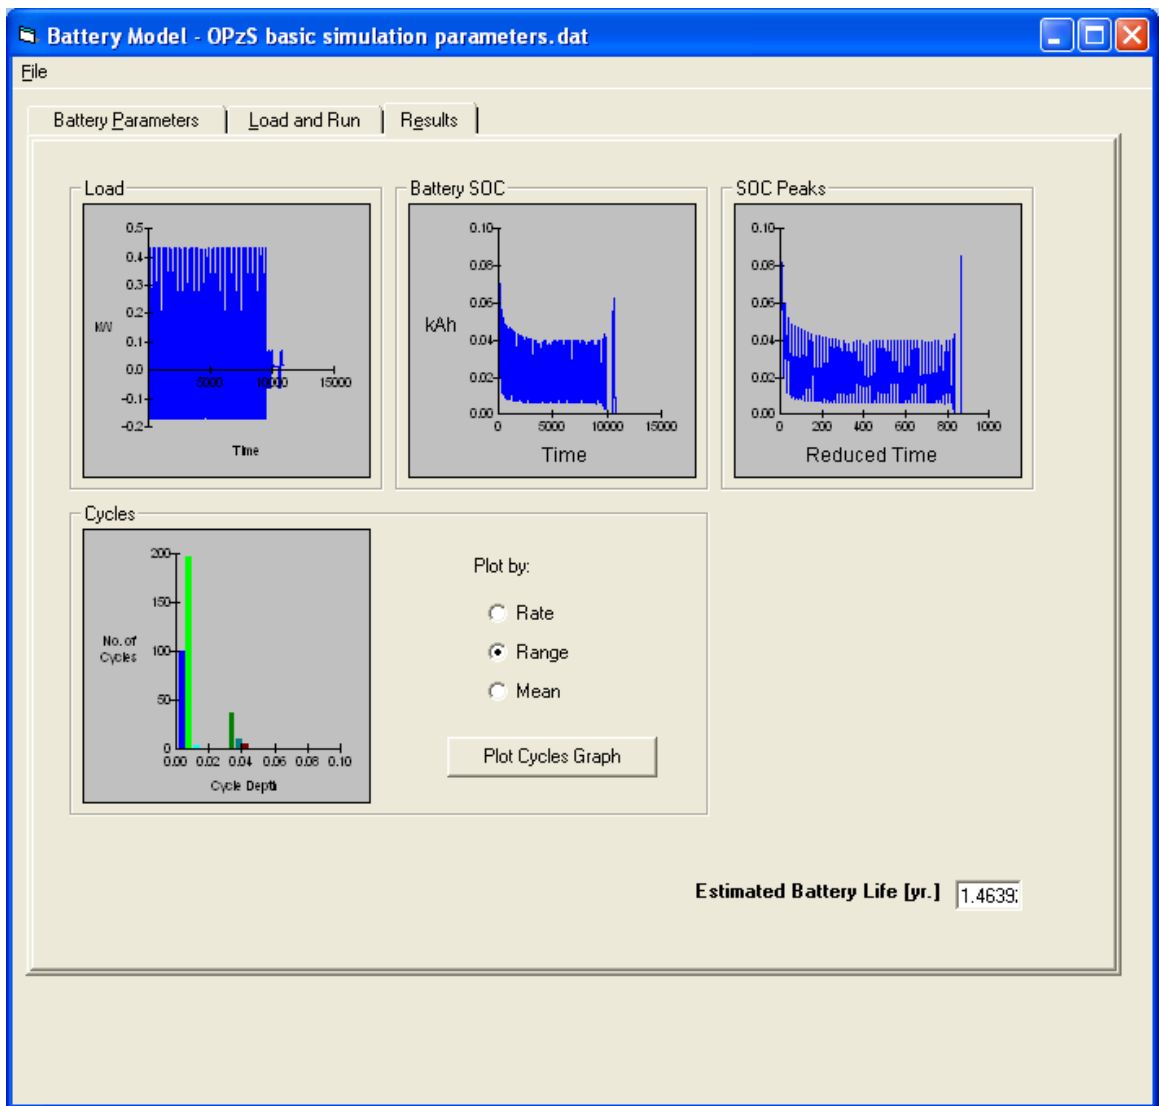 Battery Model - OPzS basic simulation parameters.dat
File
Battery Parameters
Load and Run
Results
Load
0.5
0.4
0.3
0.2
0.1
0.0
-0.1
-0.2
kW
5000
10000
15000
Time
Battery SOC
0.10
0.08
0.06
0.04
0.02
0.00
kAh
0
5000
10000
15000
Time
SOC Peaks
0.10
0.08
0.06
0.04
0.02
0.00
0
200
400
600
800
1000
Reduced Time
Cycles
200
150
100
50
0
No. of
Cycles
0.00 0.02 0.04 0.06 0.08 0.10
Cycle Depth
Plot by:
Rate
Range
Mean
Plot Cycles Graph
Estimated Battery Life [yr.]
1.4639